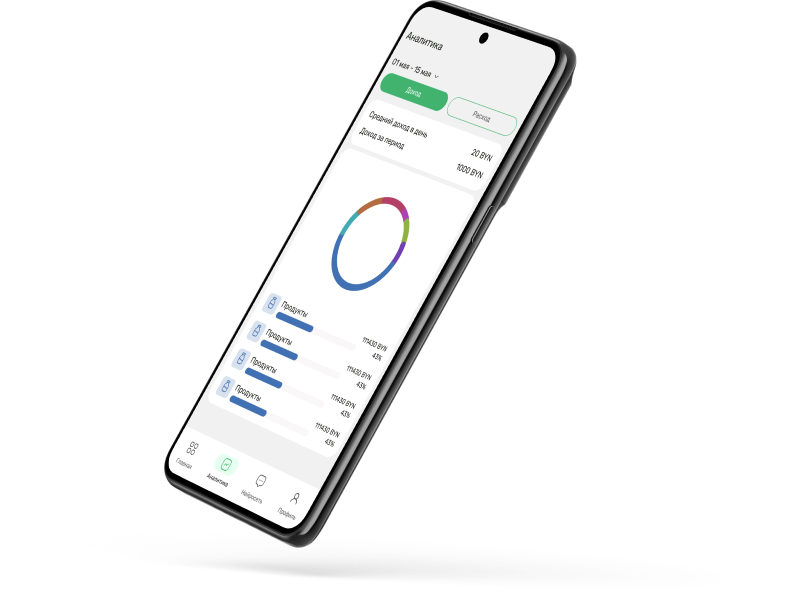 Аналитика
01 мая - 15 мая
Доход
Расход
Средний доход в день
20 BYN
Доход за период
1000 BYN
Продукты
111430 BYN
43%
Продукты
111430 BYN
43%
Продукты
111430 BYN
43%
Продукты
111430 BYN
43%
Главная
Аналитика
Нейросеть
Профиль